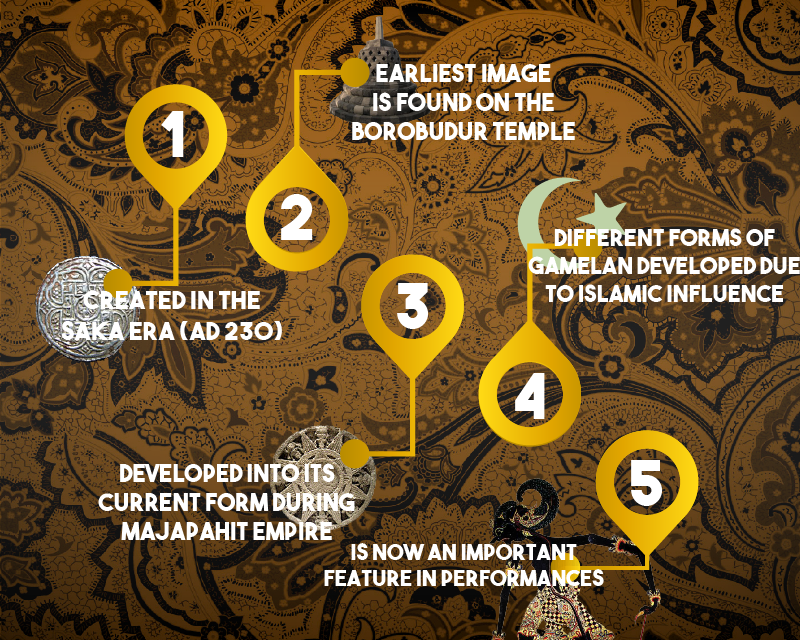 1
CREATED IN THE
SAKA ERA (AD 230)
2
EARLIEST IMAGE
IS FOUND ON THE
BOROBUDUR TEMPLE
3
DEVELOPED INTO ITS
CURRENT FORM DURING
MAJAPAHIT EMPIRE
4
DIFFERENT FORMS OF
GAMELAN DEVELOPED DUE
TO ISLAMIC INFLUENCE
5
IS NOW AN IMPORTANT
FEATURE IN PERFORMANCES